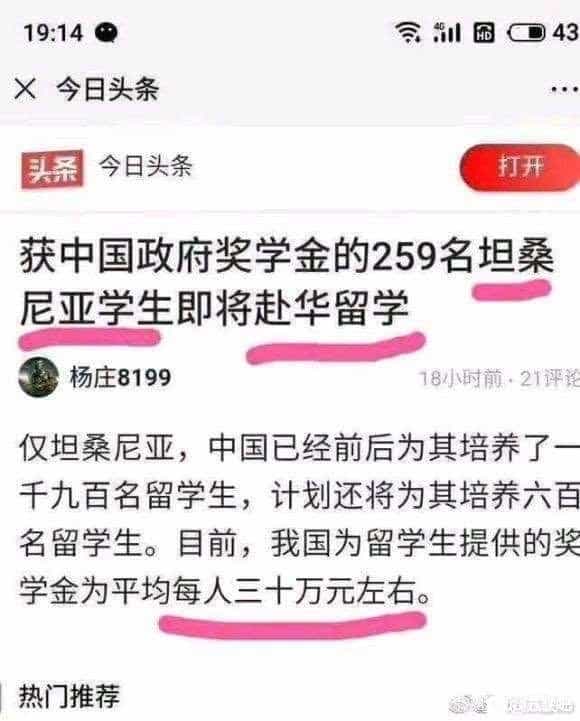 19:14 4G HD 43
今日头条
头条 今日头条 打开
获中国政府奖学金的259名坦桑
尼亚学生即将赴华留学
杨庄8199 18小时前 · 21评论
仅坦桑尼亚，中国已经前后为其培养了一
千九百名留学生，计划还将为其培养六百
名留学生。目前，我国为留学生提供的奖
学金为平均每人三十万元左右。
热门推荐